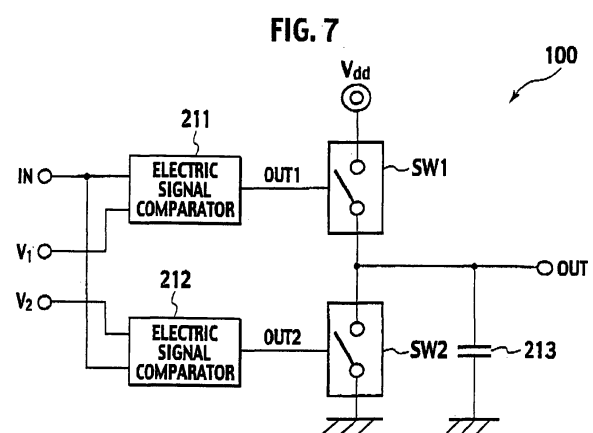 FIG. 7
100
Vdd
211
IN
ELECTRIC
SIGNAL
COMPARATOR
OUT1
SW1
V1
OUT
V2
212
ELECTRIC
SIGNAL
COMPARATOR
OUT2
SW2
213